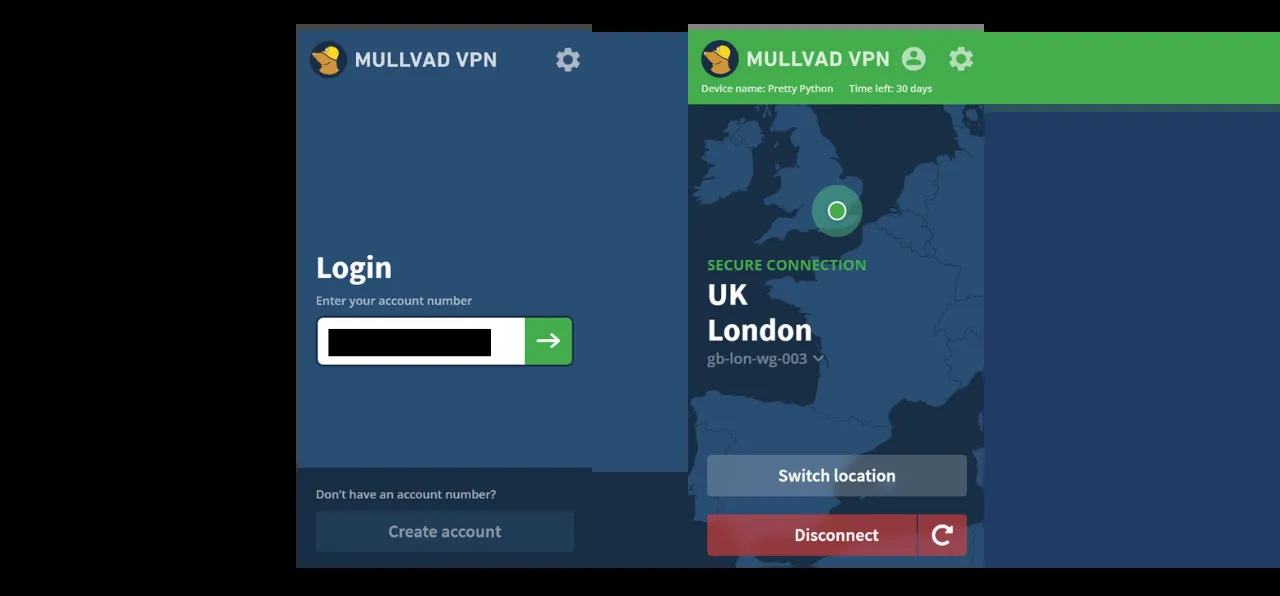 MULLVAD VPN
Login
Enter your account number
Don't have an account number?
Create account
MULLVAD VPN
Device name: Pretty Python Time left: 30 days
SECURE CONNECTION
UK
London
gb-lon-wg-003
Switch location
Disconnect